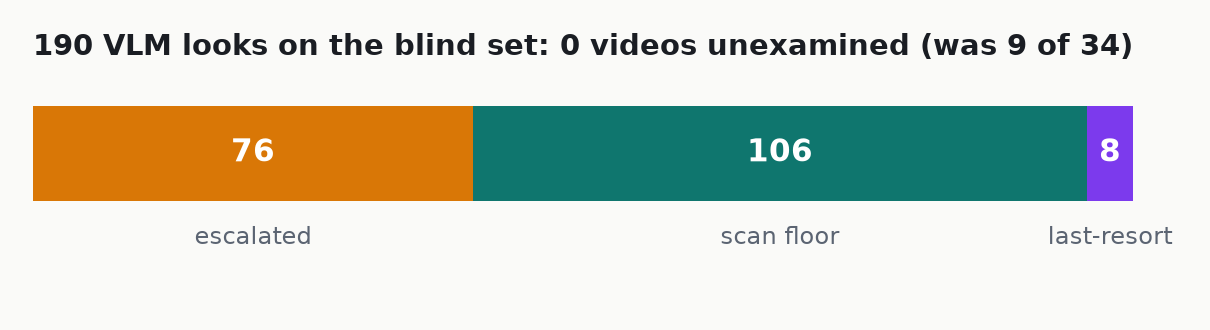 190 VLM looks on the blind set: 0 videos unexamined (was 9 of 34)
76 106 8
escalated scan floor last-resort